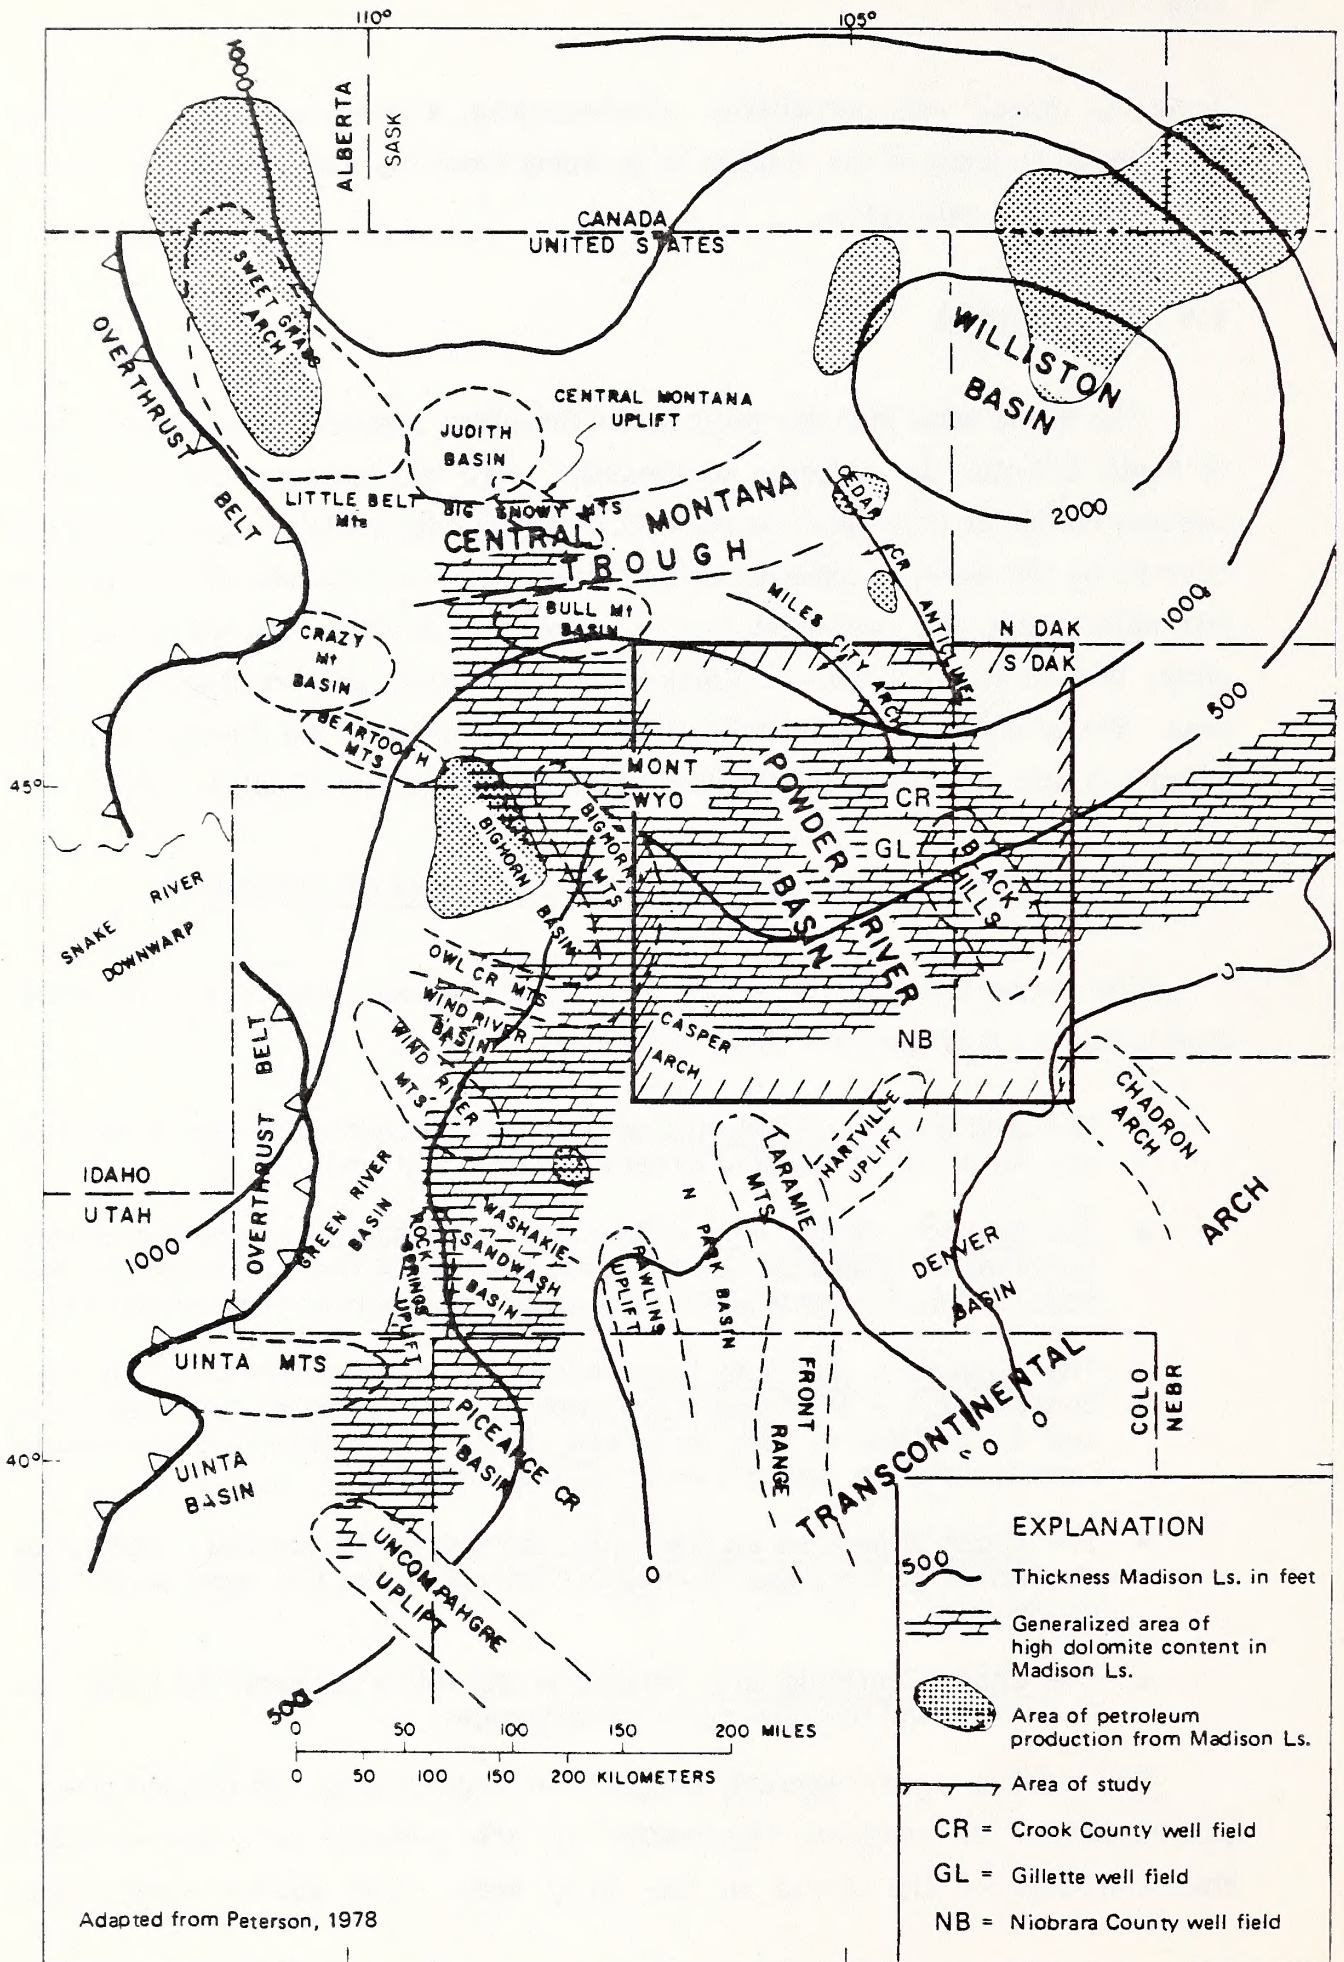 110°
105°
1000
ALBERTA
SASK
CANADA
UNITED STATES
SWEET GRASS
ARCH
OVERTHRUST
BELT
WILLISTON
BASIN
CENTRAL MONTANA
UPLIFT
JUDITH
BASIN
LITTLE BELT
Mts
BIG SNOWY MTS
CENTRAL MONTANA
TROUGH
CEDAR
CR
ANTICLINE
2000
1000
500
BULL Mt
BASIN
MILES CITY
ARCH
N DAK
S DAK
CRAZY
Mt
BASIN
BEARTOOTH
MTS
45°
MONT
WYO
POWDER RIVER
BASIN
CR
GL
BLACK
HILLS
BIGHORN
BASIN
BIGHORN
MTS
SNAKE RIVER
DOWNWARP
OWL CR MTS
WIND RIVER
BASIN
WIND RIVER
MTS
CASPER
ARCH
NB
0
OVERTHRUST BELT
CHADRON
ARCH
HARTVILLE
UPLIFT
LARAMIE
MTS
IDAHO
UTAH
1000
GREEN RIVER
BASIN
ROCK
SPRINGS
UPLIFT
WASHAKIE
SANDWASH
BASIN
RAWLINS
UPLIFT
N PARK BASIN
DENVER
BASIN
TRANSCONTINENTAL ARCH
UINTA MTS
FRONT
RANGE
COLO
NEBR
0
0
40°
UINTA
BASIN
PICEANCE CR
BASIN
UNCOMPAHGRE
UPLIFT
0
500
0 50 100 150 200 MILES
0 50 100 150 200 KILOMETERS
EXPLANATION
500
Thickness Madison Ls. in feet
Generalized area of
high dolomite content in
Madison Ls.
Area of petroleum
production from Madison Ls.
Area of study
CR = Crook County well field
GL = Gillette well field
NB = Niobrara County well field
Adapted from Peterson, 1978